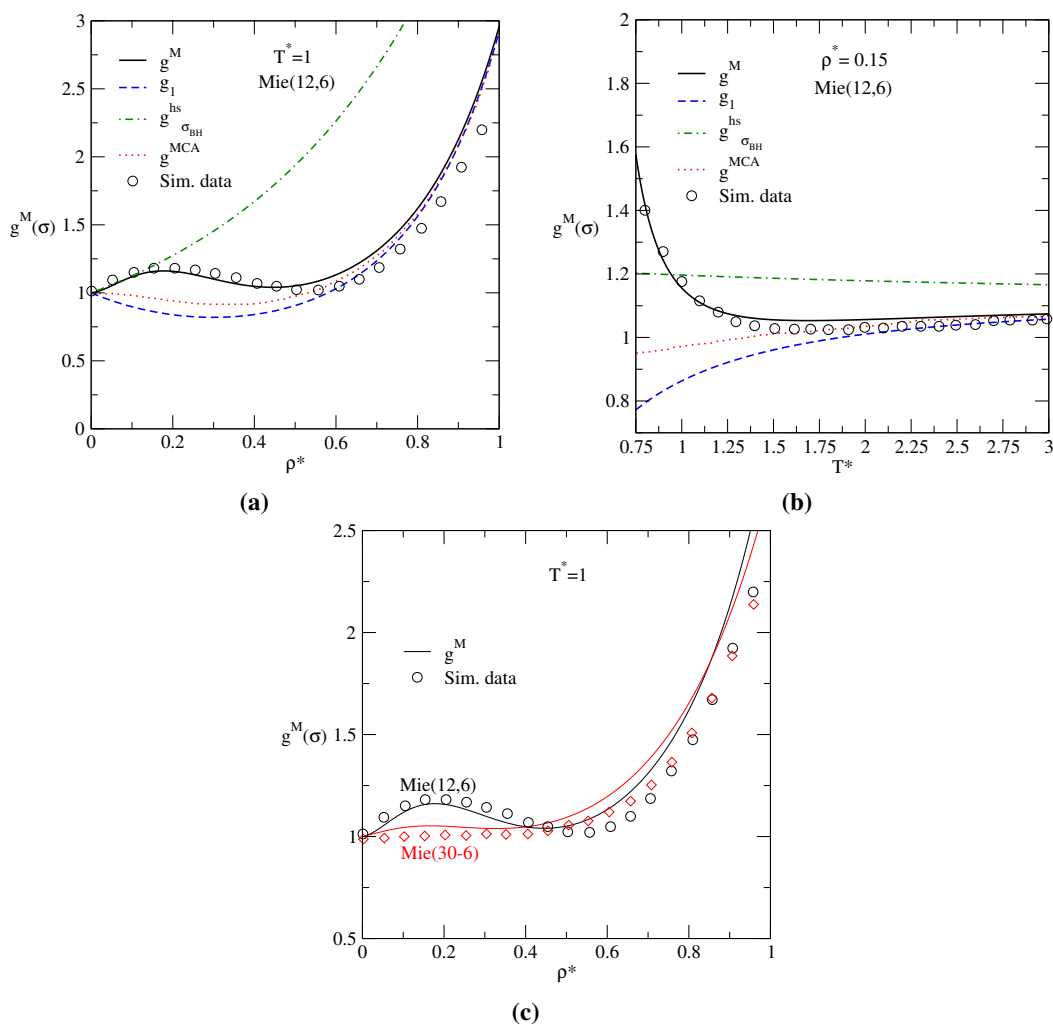 3
2.5
2
g^M(σ) 1.5
1
0.5
0
0 0.2 0.4 0.6 0.8 1
ρ*
T^*=1
Mie(12,6)
g^M
g_1
g^hs_σ_BH
g^MCA
Sim. data
(a)
2
1.8
1.6
1.4
g^M(σ)
1.2
1
0.8
0.75 1 1.25 1.5 1.75 2 2.25 2.5 2.75 3
T*
ρ^*= 0.15
Mie(12,6)
g^M
g_1
g^hs_σ_BH
g^MCA
Sim. data
(b)
2.5
2
g^M(σ) 1.5
1
0.5
0 0.2 0.4 0.6 0.8 1
ρ*
T^*=1
g^M
Sim. data
Mie(12,6)
Mie(30-6)
(c)